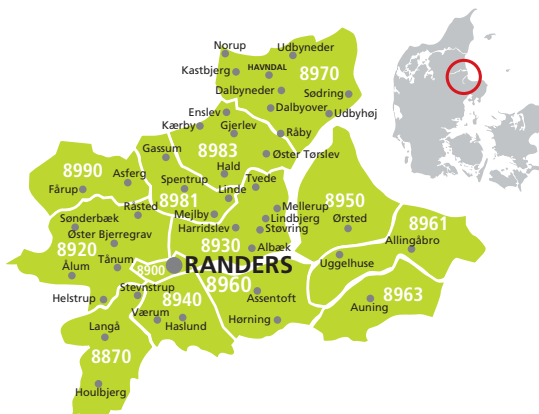 Norup
Udbyneder
HAVNDAL
8970
Kastbjerg
Dalbyneder
Sødring
Enslev
Dalbyover
Udbyhøj
Kærby
Gjerlev
Råby
Gassum
8983
Øster Tørslev
8990
Asferg
Hald
Tvede
Fårup
Spentrup
8981
Linde
8950
Råsted
Mejlby
Mellerup
Sønderbæk
Lindbjerg
Ørsted
8961
Harridslev
Støvring
Øster Bjerregrav
8920
8930
Albæk
Allingåbro
Tånum
8900
RANDERS
Uggelhuse
Ålum
8960
Stevnstrup
8940
Assentoft
8963
Helstrup
Værum
Haslund
Hørning
Auning
Langå
8870
Houlbjerg